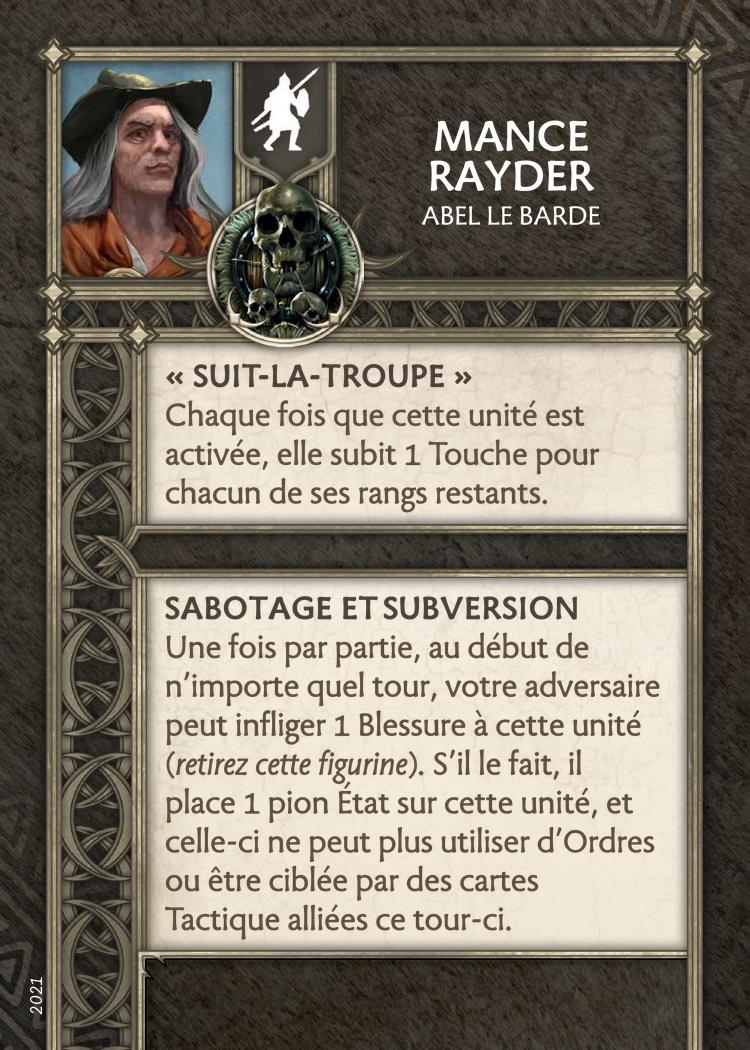 MANCE
RAYDER
ABEL LE BARDE
« SUIT-LA-TROUPE »
Chaque fois que cette unité est
activée, elle subit 1 Touche pour
chacun de ses rangs restants.
SABOTAGE ET SUBVERSION
Une fois par partie, au début de
n’importe quel tour, votre adversaire
peut infliger 1 Blessure à cette unité
(retirez cette figurine). S’il le fait, il
place 1 pion État sur cette unité, et
celle-ci ne peut plus utiliser d’Ordres
ou être ciblée par des cartes
Tactique alliées ce tour-ci.
2021